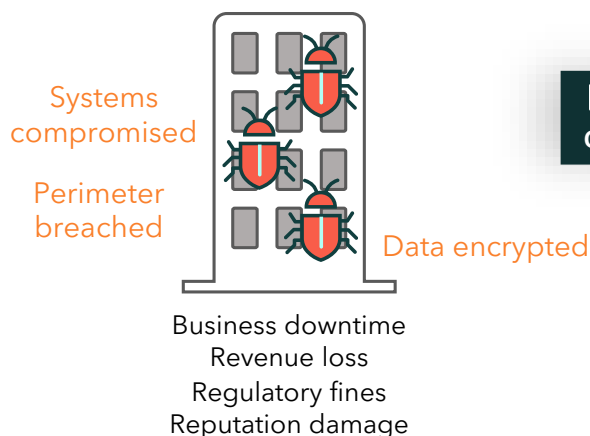 Systems
compromised
Perimeter
breached
Data encrypted
Business downtime
Revenue loss
Regulatory fines
Reputation damage